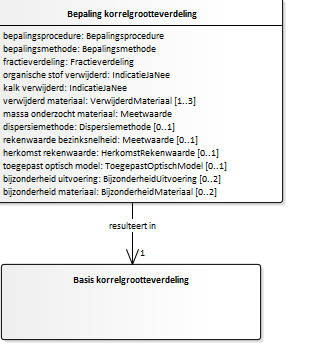 Bepaling korrelgrootteverdeling
bepalingsprocedure: Bepalingsprocedure
bepalingsmethode: Bepalingsmethode
fractieverdeling: Fractieverdeling
organische stof verwijderd: IndicatieJaNee
kalk verwijderd: IndicatieJaNee
verwijderd materiaal: VerwijderdMateriaal [1..3]
massa onderzocht materiaal: Meetwaarde
dispersiemethode: Dispersiemethode [0..1]
rekenwaarde bezinksnelheid: Meetwaarde [0..1]
herkomst rekenwaarde: HerkomstRekenwaarde [0..1]
toegepast optisch model: ToegepastOptischModel [0..1]
bijzonderheid uitvoering: BijzonderheidUitvoering [0..2]
bijzonderheid materiaal: BijzonderheidMateriaal [0..2]
resulteert in
1
Basis korrelgrootteverdeling